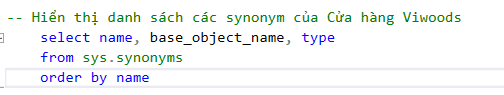 -- Hiển thị danh sách các synonym của Cửa hàng Viwoods
select name, base_object_name, type
from sys.synonyms
order by name